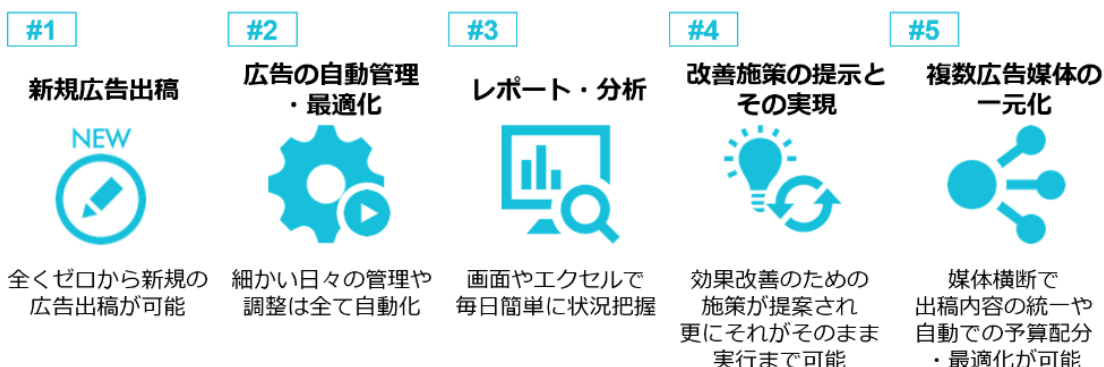 #1
新規広告出稿
NEW
全くゼロから新規の
広告出稿が可能
#2
広告の自動管理
・最適化
細かい日々の管理や
調整は全て自動化
#3
レポート・分析
画面やエクセルで
毎日簡単に状況把握
#4
改善施策の提示と
その実現
効果改善のための
施策が提案され
更にそれがそのまま
実行まで可能
#5
複数広告媒体の
一元化
媒体横断で
出稿内容の統一や
自動での予算配分
・最適化が可能